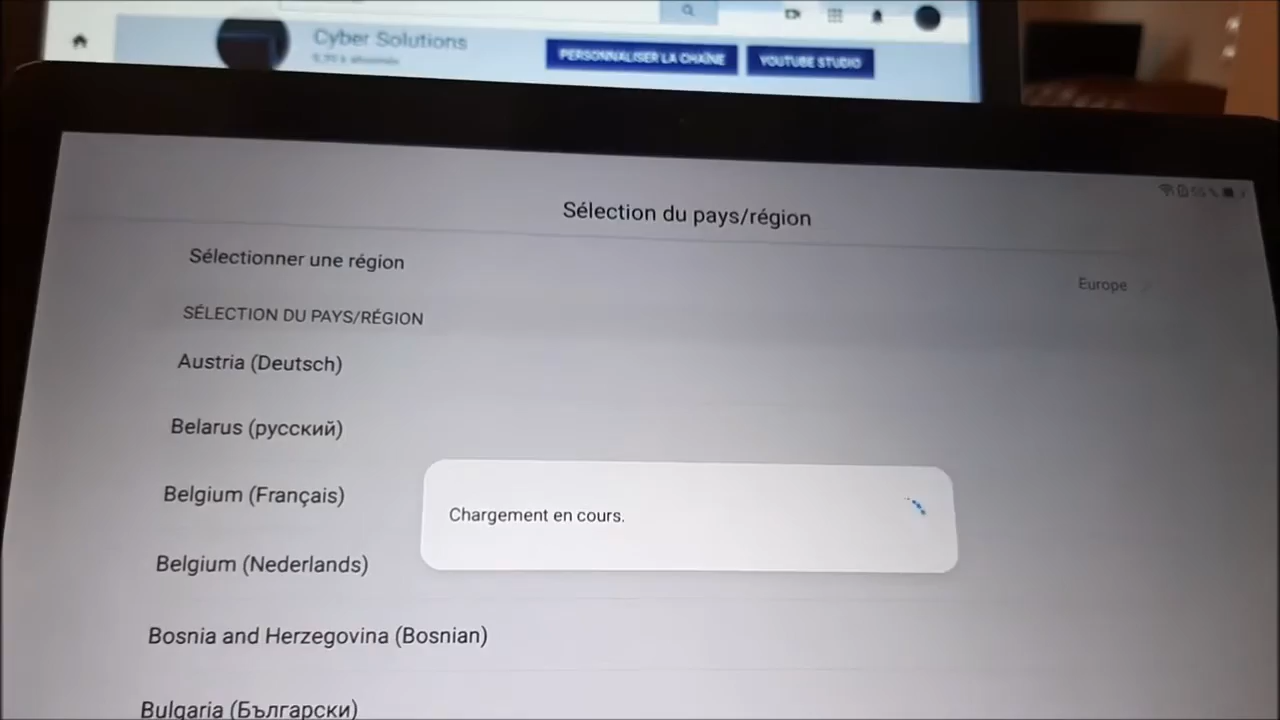 Cyber Solutions
PERSONNALISER LA CHAÎNE
YOUTUBE STUDIO
Sélection du pays/région
Sélectionner une région
Europe
SÉLECTION DU PAYS/RÉGION
Austria (Deutsch)
Belarus (русский)
Belgium (Français)
Chargement en cours.
Belgium (Nederlands)
Bosnia and Herzegovina (Bosnian)
Bulgaria (Български)